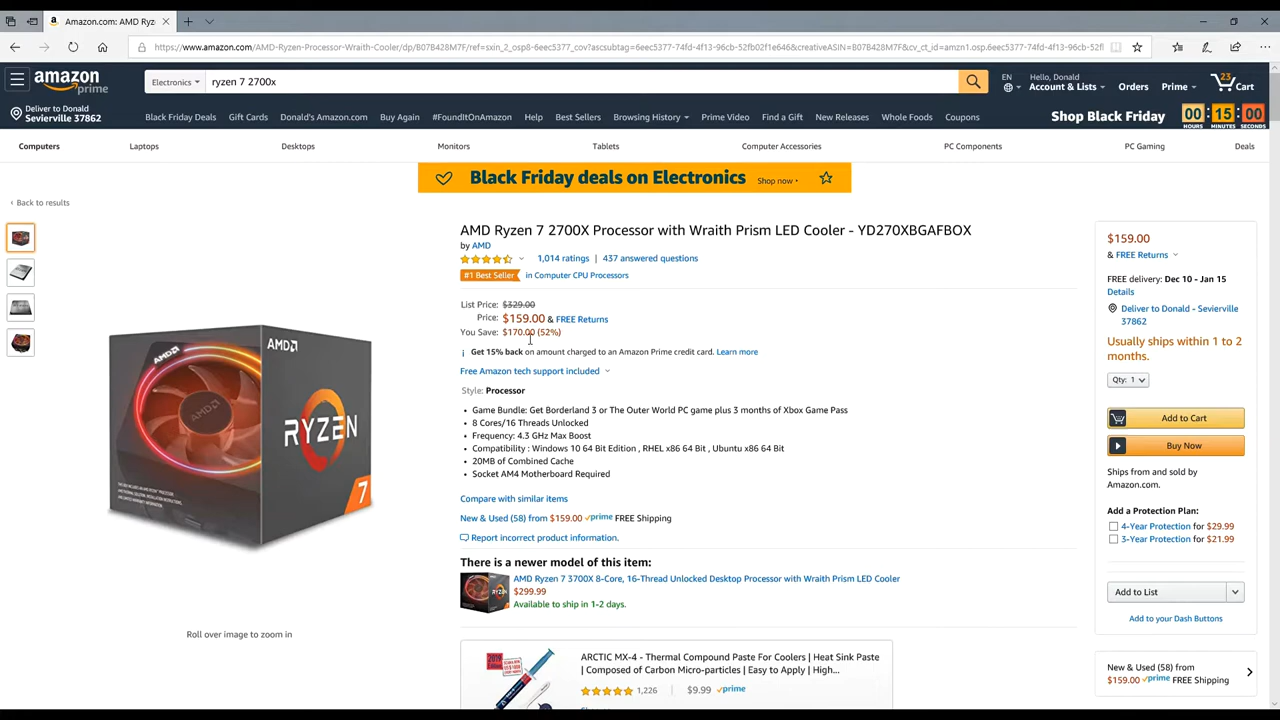 Amazon.com: AMD Ryz
https://www.amazon.com/AMD-Ryzen-Processor-Wraith-Cooler/dp/B07B428M7F/ref=sxin_2_osp8-6eec5377_cov?ascsubtag=6eec5377-74fd-4f13-96cb-52fb02f1e646&creativeASIN=B07B428M7F&cv_ct_id=amzn1.osp.6eec5377-74fd-4f13-96cb-52fb
amazon prime
Electronics
ryzen 7 2700x
EN
Hello, Donald
Account & Lists
Orders
Prime
23
Cart
Deliver to Donald
Sevierville 37862
Black Friday Deals
Gift Cards
Donald's Amazon.com
Buy Again
#FoundItOnAmazon
Help
Best Sellers
Browsing History
Prime Video
Find a Gift
New Releases
Whole Foods
Coupons
Shop Black Friday
00 : 15 : 00
HOURS MINUTES SECONDS
Computers
Laptops
Desktops
Monitors
Tablets
Computer Accessories
PC Components
PC Gaming
Deals
Black Friday deals on Electronics Shop now
‹ Back to results
AMD Ryzen 7 2700X Processor with Wraith Prism LED Cooler - YD270XBGAFBOX
by AMD
1,014 ratings | 437 answered questions
#1 Best Seller in Computer CPU Processors
List Price: $329.00
Price: $159.00 & FREE Returns
You Save: $170.00 (52%)
Get 15% back on amount charged to an Amazon Prime credit card. Learn more
Free Amazon tech support included
Style: Processor
• Game Bundle: Get Borderland 3 or The Outer World PC game plus 3 months of Xbox Game Pass
• 8 Cores/16 Threads Unlocked
• Frequency: 4.3 GHz Max Boost
• Compatibility : Windows 10 64 Bit Edition , RHEL x86 64 Bit , Ubuntu x86 64 Bit
• 20MB of Combined Cache
• Socket AM4 Motherboard Required
Compare with similar items
New & Used (58) from $159.00 prime FREE Shipping
Report incorrect product information.
There is a newer model of this item:
AMD Ryzen 7 3700X 8-Core, 16-Thread Unlocked Desktop Processor with Wraith Prism LED Cooler
$299.99
Available to ship in 1-2 days.
ARCTIC MX-4 - Thermal Compound Paste For Coolers | Heat Sink Paste
| Composed of Carbon Micro-particles | Easy to Apply | High...
1,226 | $9.99 prime
AMD
AMD
AMD
RYZEN
7
Roll over image to zoom in
$159.00
& FREE Returns
FREE delivery: Dec 10 - Jan 15
Details
Deliver to Donald - Sevierville
37862
Usually ships within 1 to 2
months.
Qty: 1
Add to Cart
Buy Now
Ships from and sold by
Amazon.com.
Add a Protection Plan:
4-Year Protection for $29.99
3-Year Protection for $21.99
Add to List
Add to your Dash Buttons
New & Used (58) from
$159.00 prime FREE Shipping